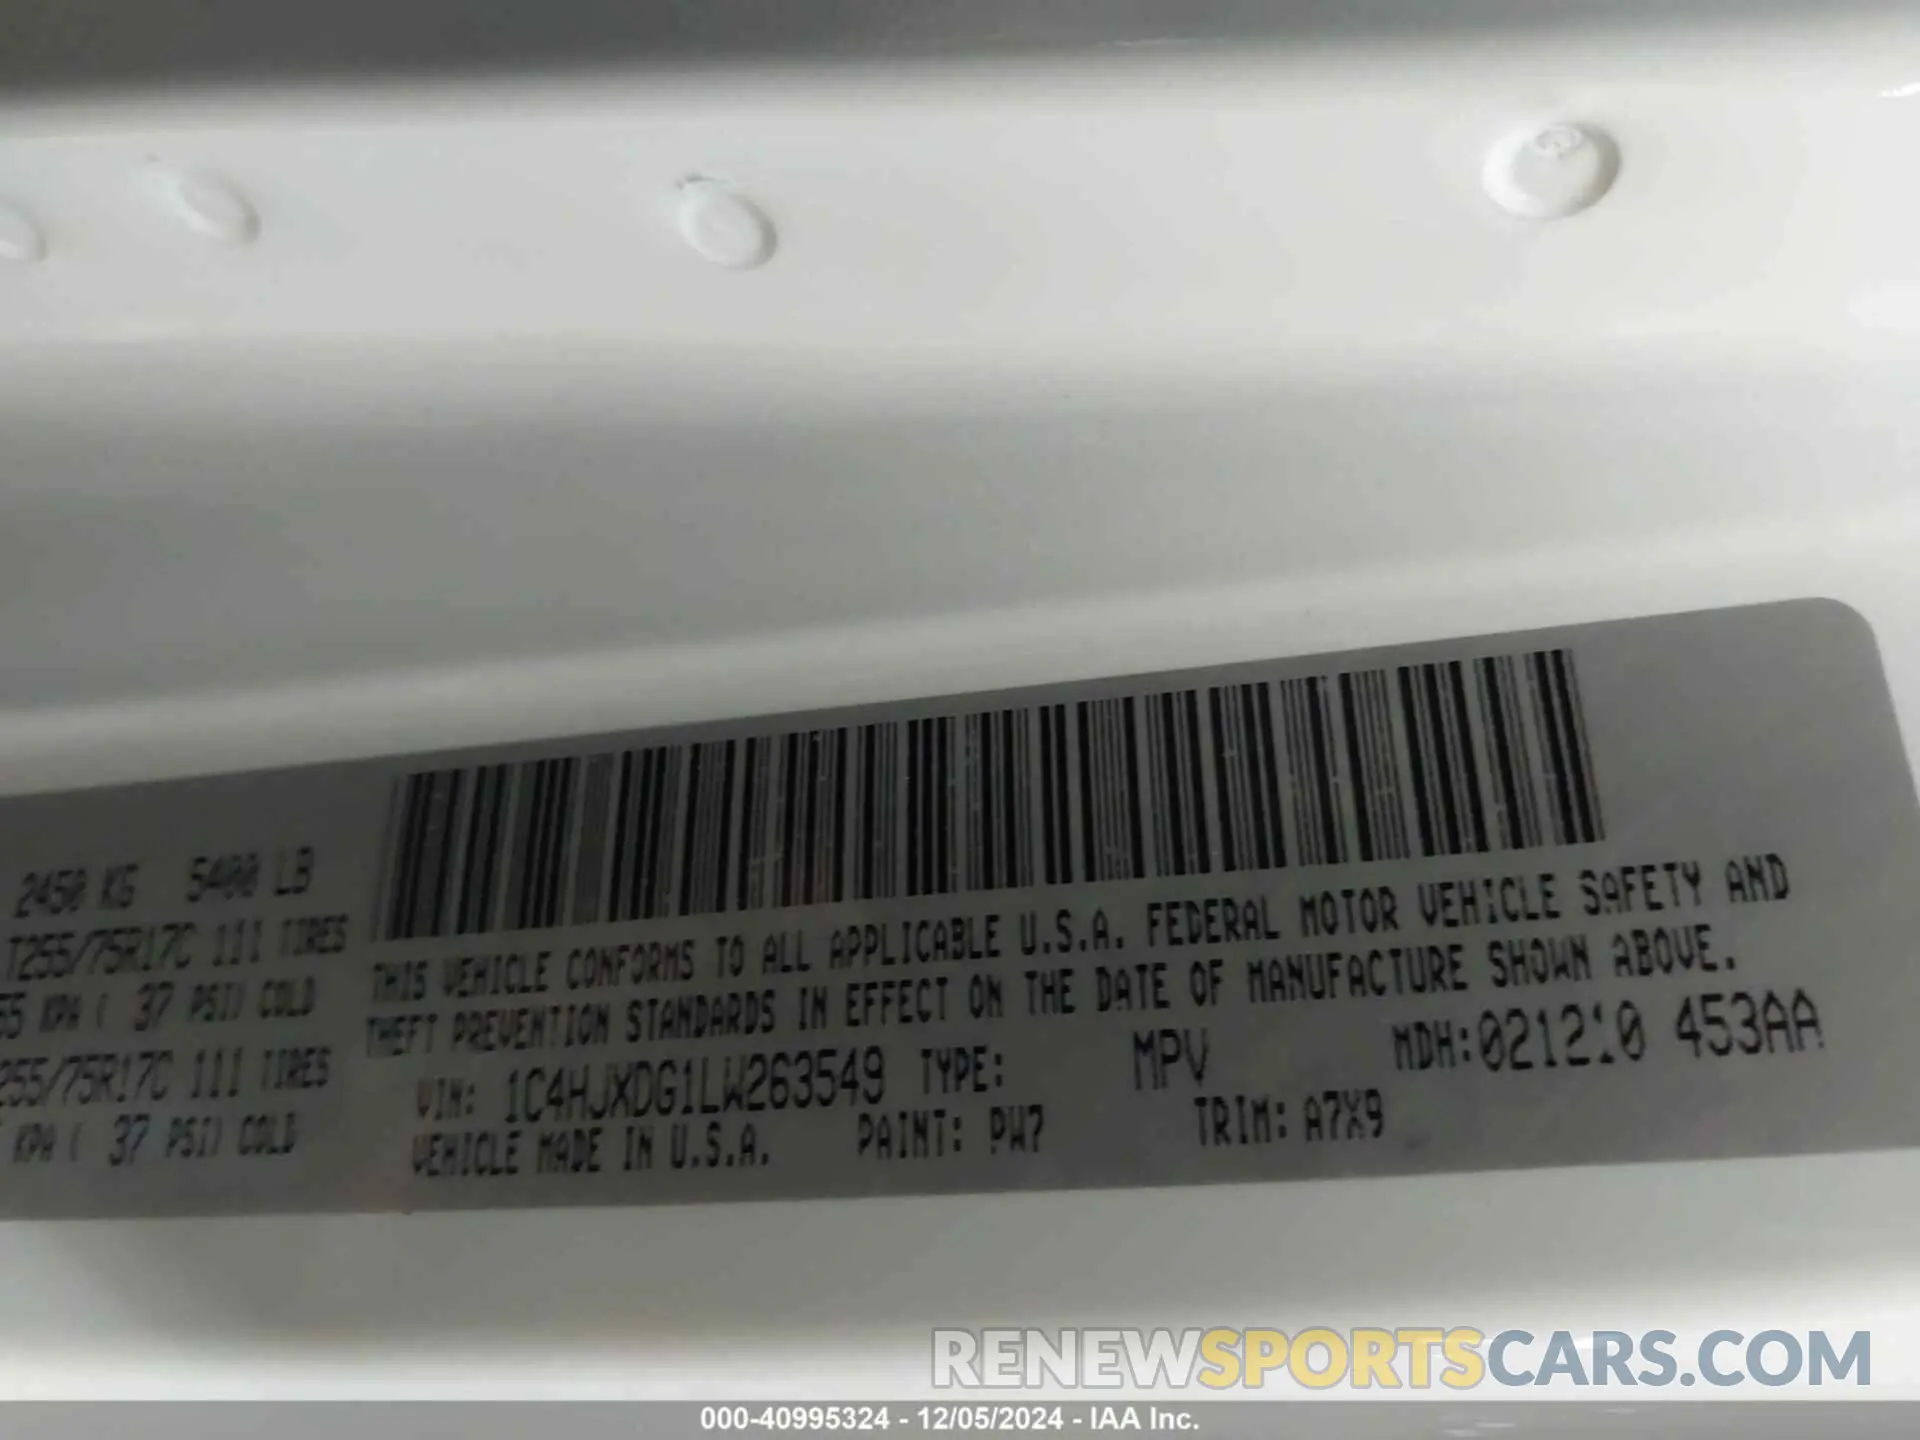 2450 KG 5400 LB
T255/75R17C 111 TIRES
55 KPA ( 37 PSI) COLD
255/75R17C 111 TIRES
KPA ( 37 PSI) COLD
THIS VEHICLE CONFORMS TO ALL APPLICABLE U.S.A. FEDERAL MOTOR VEHICLE SAFETY AND
THEFT PREVENTION STANDARDS IN EFFECT ON THE DATE OF MANUFACTURE SHOWN ABOVE.
VIN: 1C4HJXDG1LW263549 TYPE: MPV MDH:021210 453AA
VEHICLE MADE IN U.S.A. PAINT: PW7 TRIM: A7X9
RENEWSPORTSCARS.COM
000-40995324 - 12/05/2024 - IAA Inc.